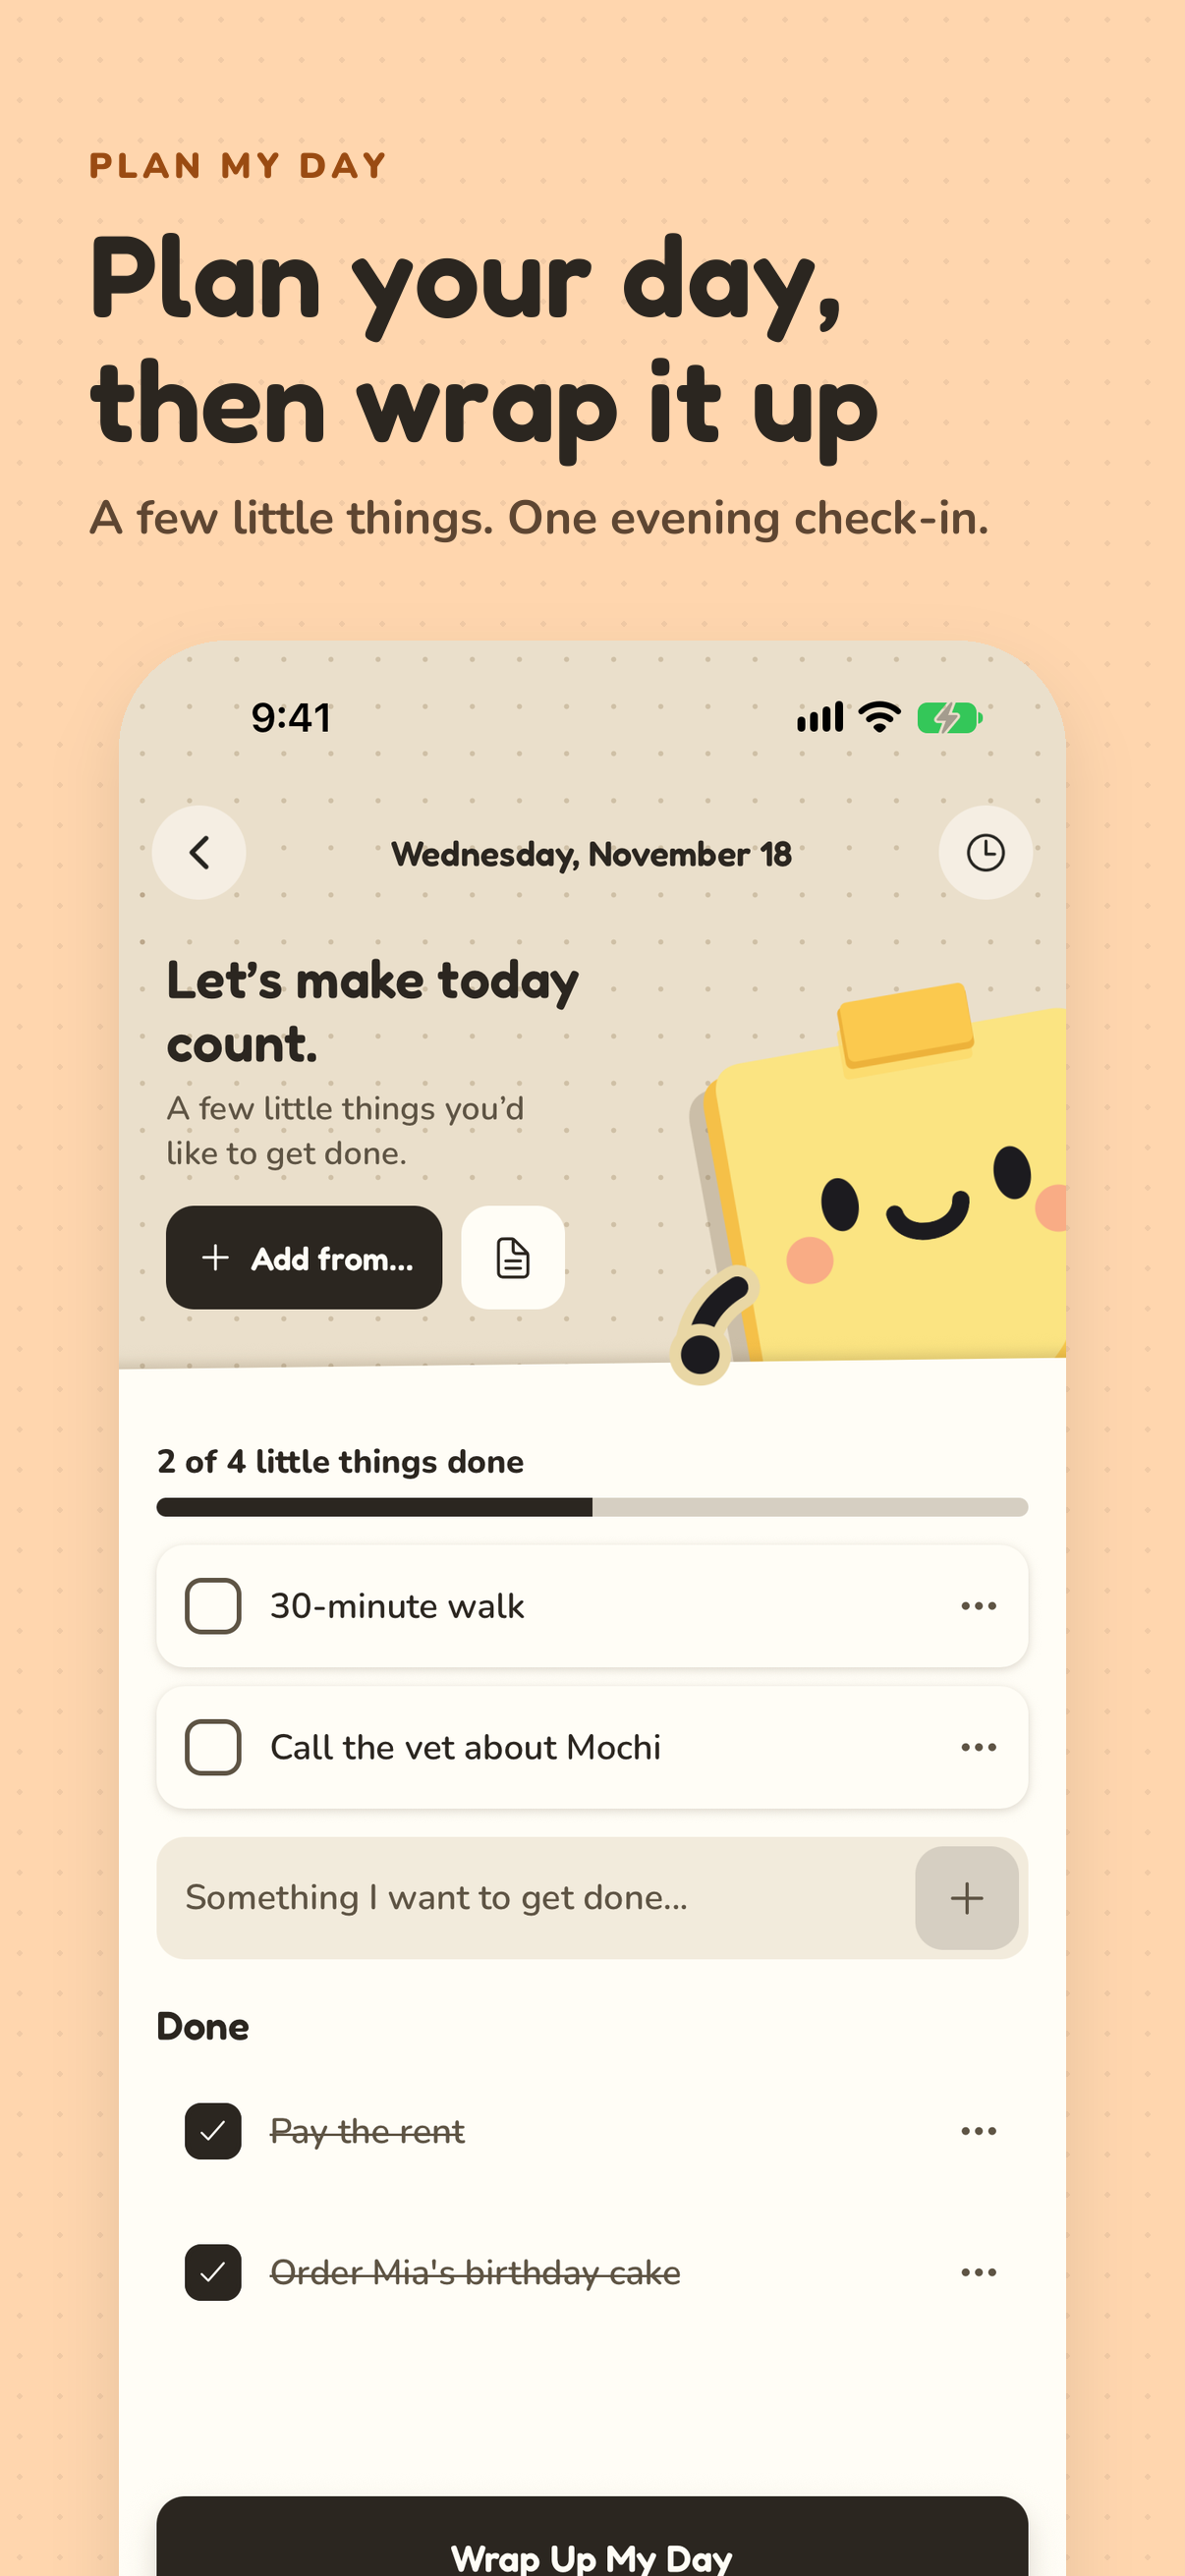 PLAN MY DAY
Plan your day,
then wrap it up
A few little things. One evening check-in.
9:41
Wednesday, November 18
Let’s make today
count.
A few little things you’d
like to get done.
Add from...
2 of 4 little things done
30-minute walk
Call the vet about Mochi
Something I want to get done...
Done
Pay the rent
Order Mia's birthday cake
Wrap Up My Day